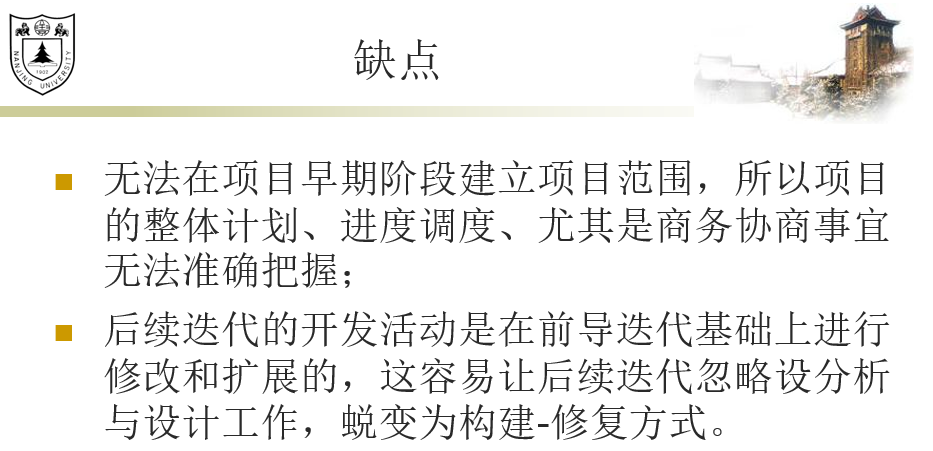 NANJING UNIVERSITY
1902
缺点
无法在项目早期阶段建立项目范围，所以项目
的整体计划、进度调度、尤其是商务协商事宜
无法准确把握；
后续迭代的开发活动是在前导迭代基础上进行
修改和扩展的，这容易让后续迭代忽略设分析
与设计工作，蜕变为构建-修复方式。